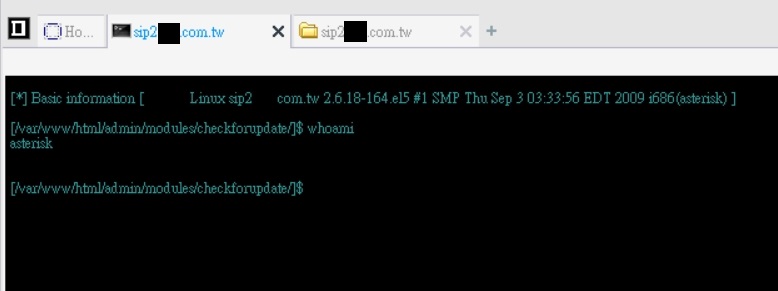 Ho... sip2 .com.tw sip2 .com.tw
[*] Basic information [ Linux sip2 com.tw 2.6.18-164.el5 #1 SMP Thu Sep 3 03:33:56 EDT 2009 i686(asterisk) ]
[/var/www/html/admin/modules/checkforupdate/]$ whoami
asterisk
[/var/www/html/admin/modules/checkforupdate/]$